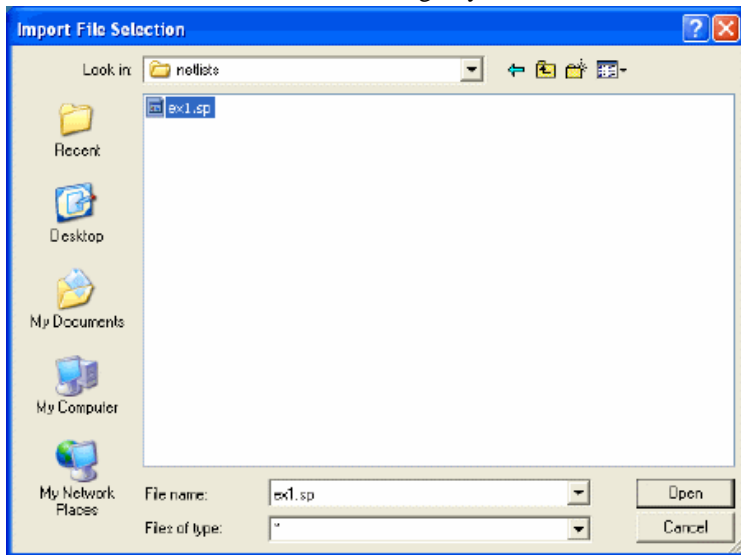 Import File Selection
Look in:
netlists
ex1.sp
Recent
Desktop
My Documents
My Computer
My Network
Places
File name:
ex1.sp
Open
Files of type:
*
Cancel